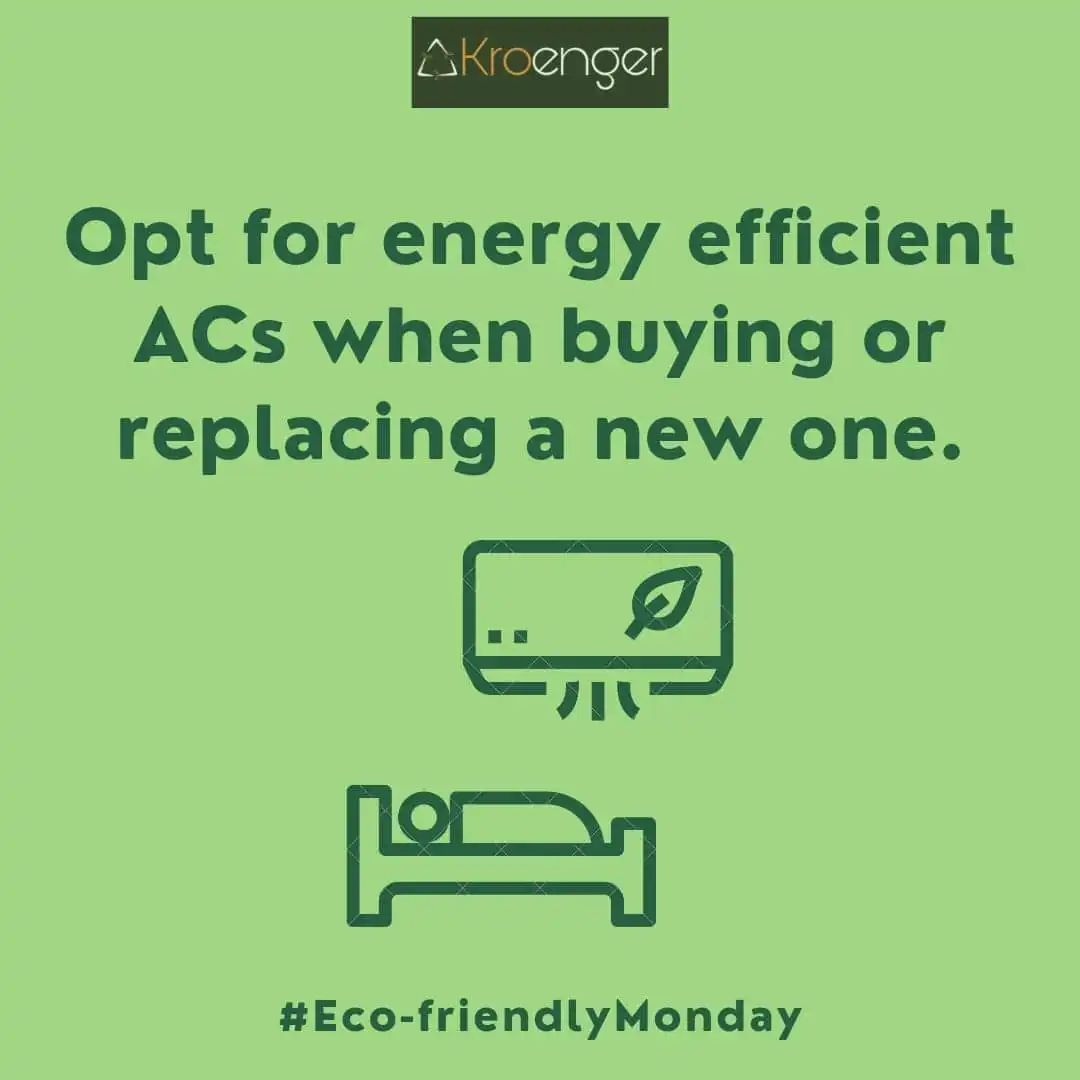 Kroenger
Opt for energy efficient
ACs when buying or
replacing a new one.
#Eco-friendlyMonday